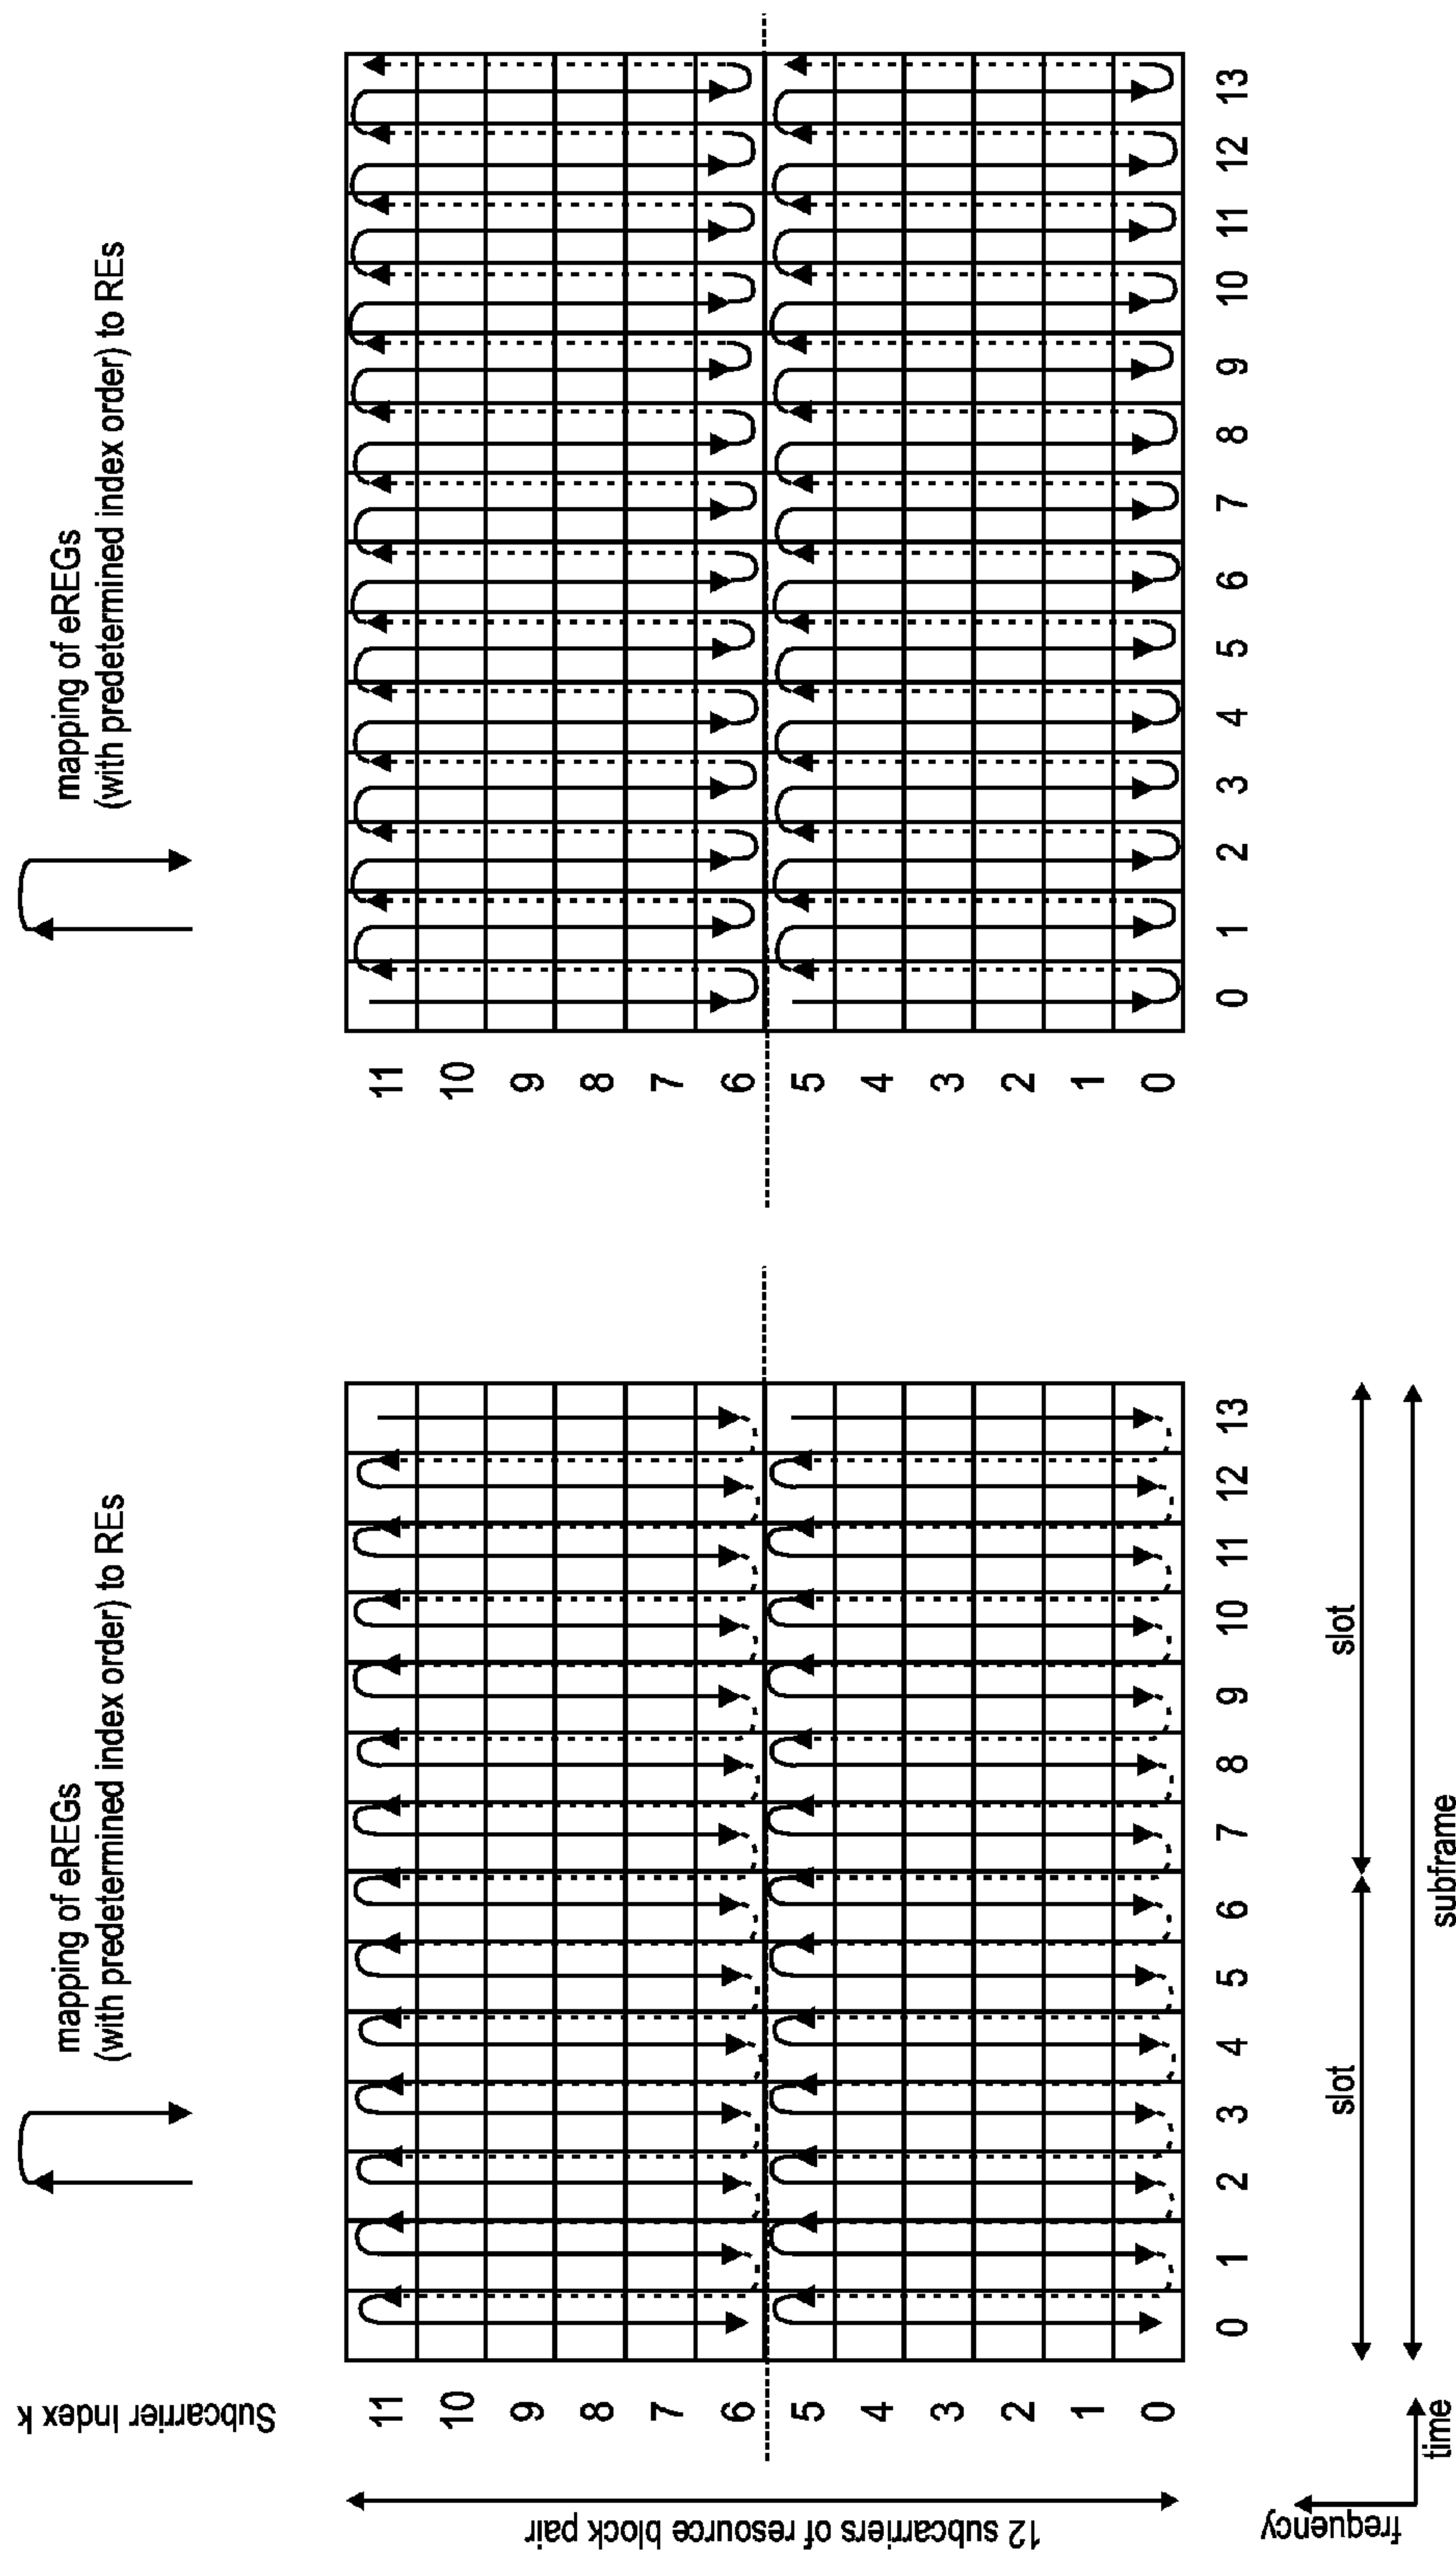 Subcarrier index k
mapping of eREGs
(with predetermined index order) to REs
mapping of eREGs
(with predetermined index order) to REs
12 subcarriers of resource block pair
11
10
9
8
7
6
5
4
3
2
1
0
11
10
9
8
7
6
5
4
3
2
1
0
0 1 2 3 4 5 6 7 8 9 10 11 12 13
0 1 2 3 4 5 6 7 8 9 10 11 12 13
slot slot
subframe
frequency
time